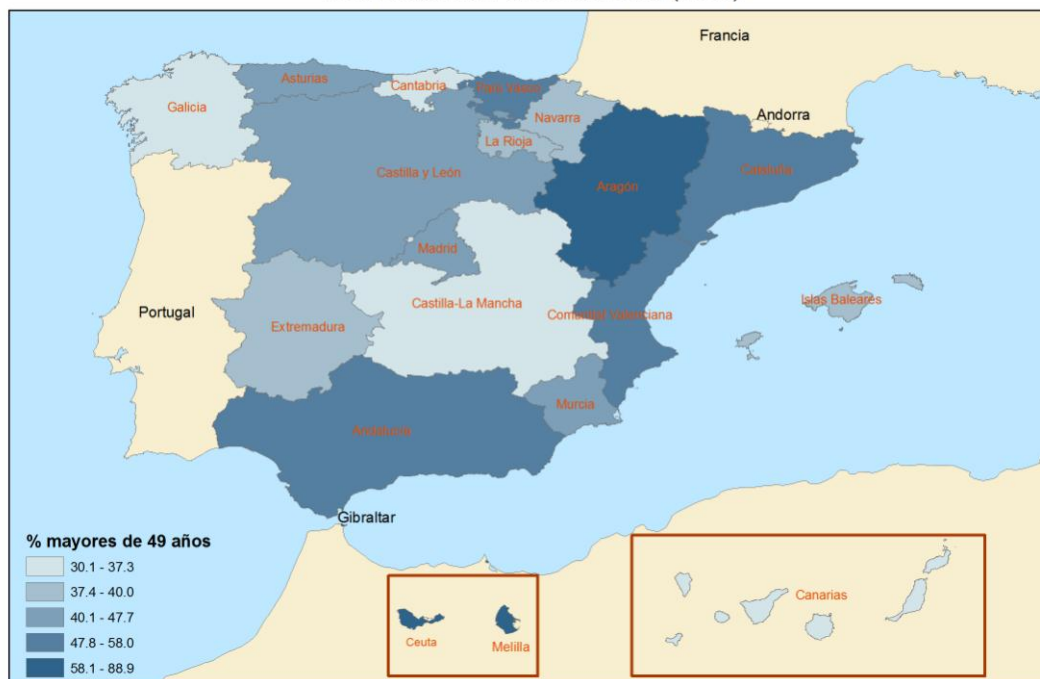 Francia
Asturias
Cantabria
País Vasco
Galicia
Navarra
Andorra
La Rioja
Castilla y León
Cataluña
Aragón
Madrid
Portugal
Castilla-La Mancha
Islas Baleares
Comunitat Valenciana
Extremadura
Murcia
Andalucía
Gibraltar
% mayores de 49 años
30.1 - 37.3
37.4 - 40.0
40.1 - 47.7
47.8 - 58.0
58.1 - 88.9
Ceuta
Melilla
Canarias